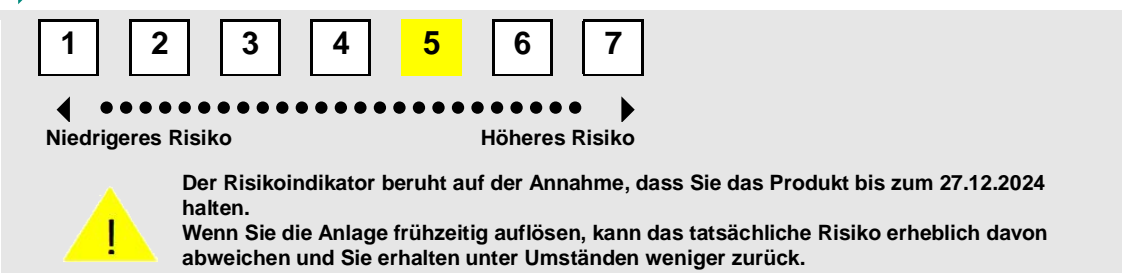 1 2 3 4 5 6 7
Niedrigeres Risiko Höheres Risiko
Der Risikoindikator beruht auf der Annahme, dass Sie das Produkt bis zum 27.12.2024
halten.
Wenn Sie die Anlage frühzeitig auflösen, kann das tatsächliche Risiko erheblich davon
abweichen und Sie erhalten unter Umständen weniger zurück.
!